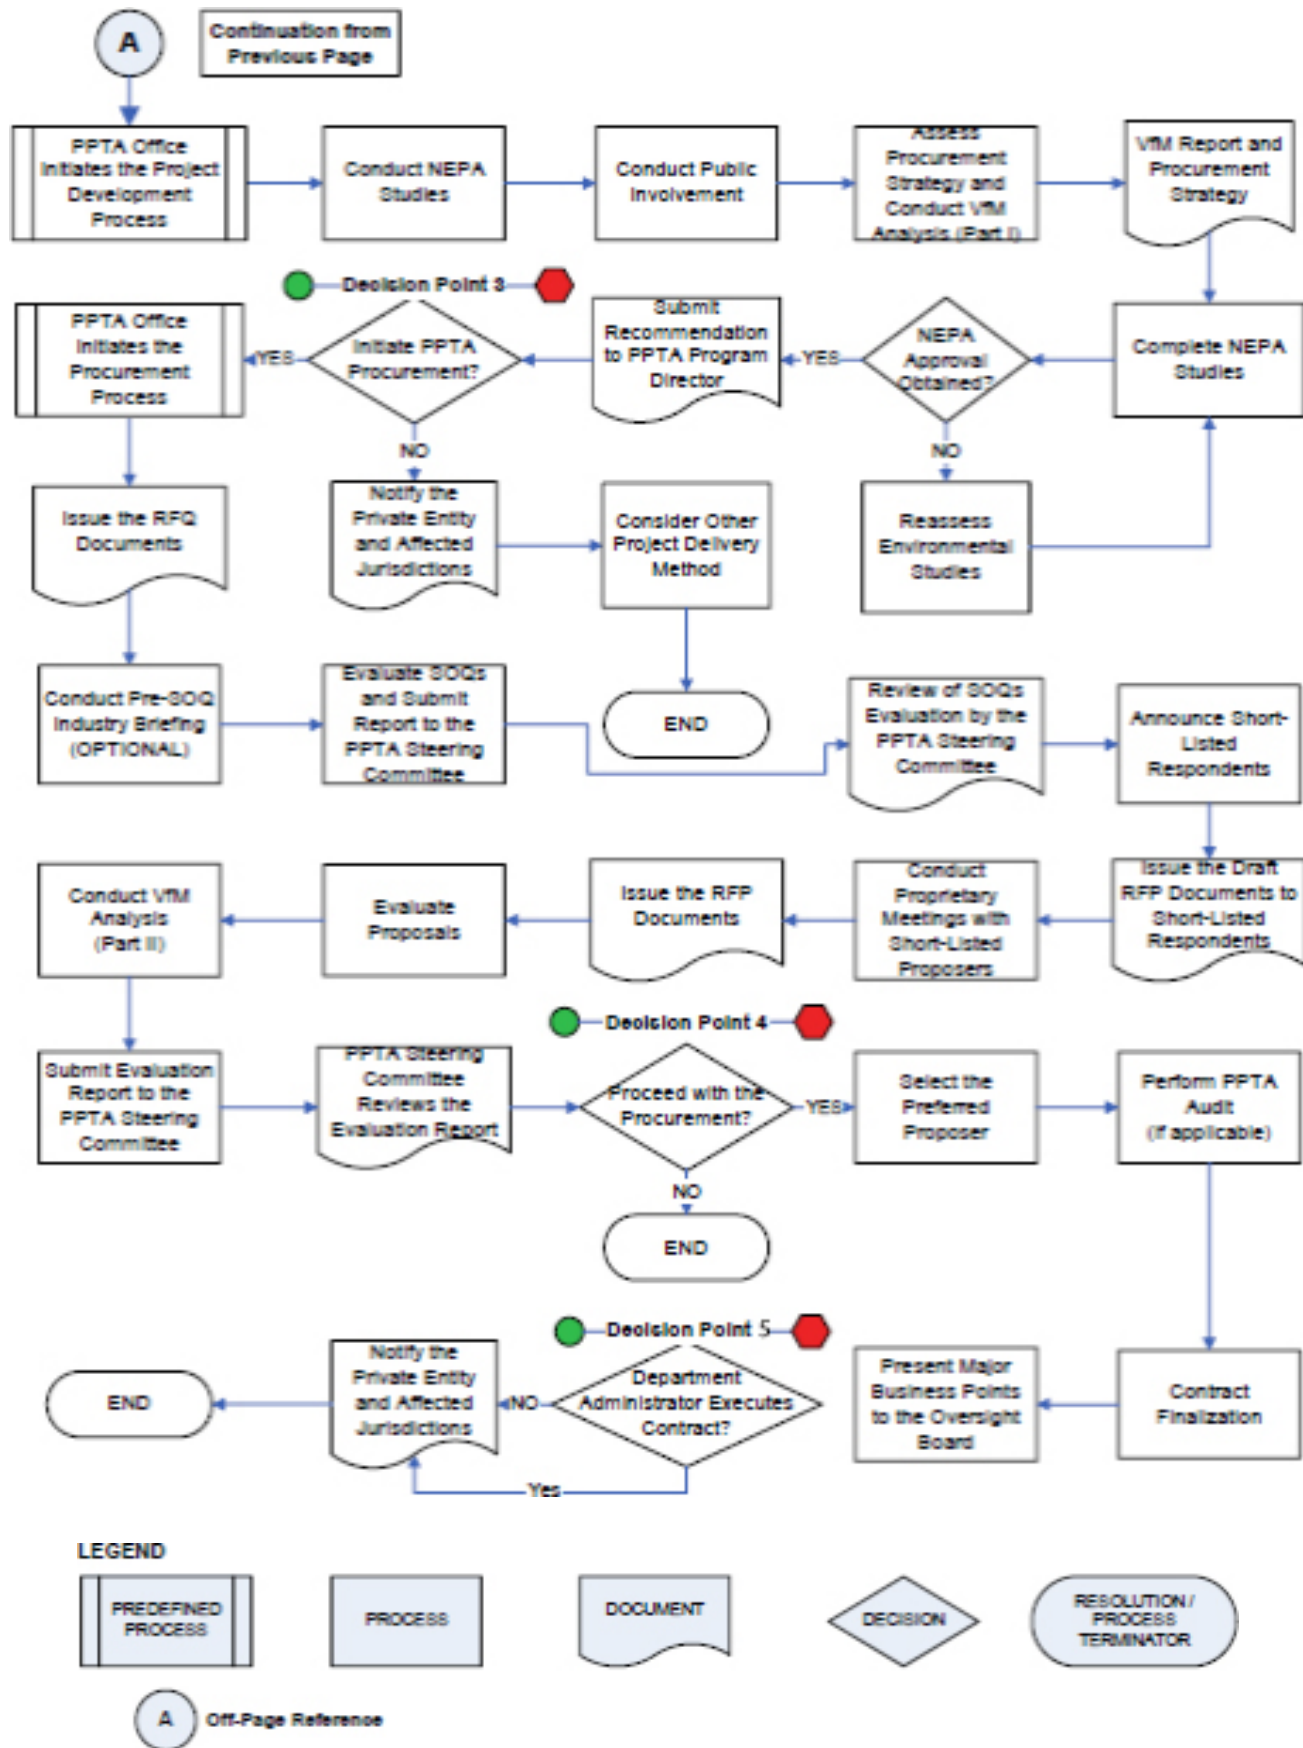 A
Continuation from
Previous Page
PPTA Office
Initiates the Project
Development
Process
Conduct NEPA
Studies
Conduct Public
Involvement
Assess
Procurement
Strategy and
Conduct VfM
Analysis (Part I)
VfM Report and
Procurement
Strategy
Decision Point 3
PPTA Office
Initiates the
Procurement
Process
YES
Initiate PPTA
Procurement?
Submit
Recommendation
to PPTA Program
Director
YES
NEPA
Approval
Obtained?
Complete NEPA
Studies
NO
NO
Issue the RFQ
Documents
Notify the
Private Entity
and Affected
Jurisdictions
Consider Other
Project Delivery
Method
Reassess
Environmental
Studies
Conduct Pre-SOQ
Industry Briefing
(OPTIONAL)
Evaluate SOQs
and Submit
Report to the
PPTA Steering
Committee
END
Review of SOQs
Evaluation by the
PPTA Steering
Committee
Announce Short-
Listed
Respondents
Conduct VfM
Analysis
(Part II)
Evaluate
Proposals
Issue the RFP
Documents
Conduct
Proprietary
Meetings with
Short-Listed
Proposers
Issue the Draft
RFP Documents to
Short-Listed
Respondents
Decision Point 4
Submit Evaluation
Report to the
PPTA Steering
Committee
PPTA Steering
Committee
Reviews the
Evaluation Report
Proceed with the
Procurement?
YES
Select the
Preferred
Proposer
Perform PPTA
Audit
(if applicable)
NO
END
Decision Point 5
END
Notify the
Private Entity
and Affected
Jurisdictions
NO
Department
Administrator Executes
Contract?
Present Major
Business Points
to the Oversight
Board
Contract
Finalization
Yes
LEGEND
PREDEFINED
PROCESS
PROCESS
DOCUMENT
DECISION
RESOLUTION /
PROCESS
TERMINATOR
A
Off-Page Reference